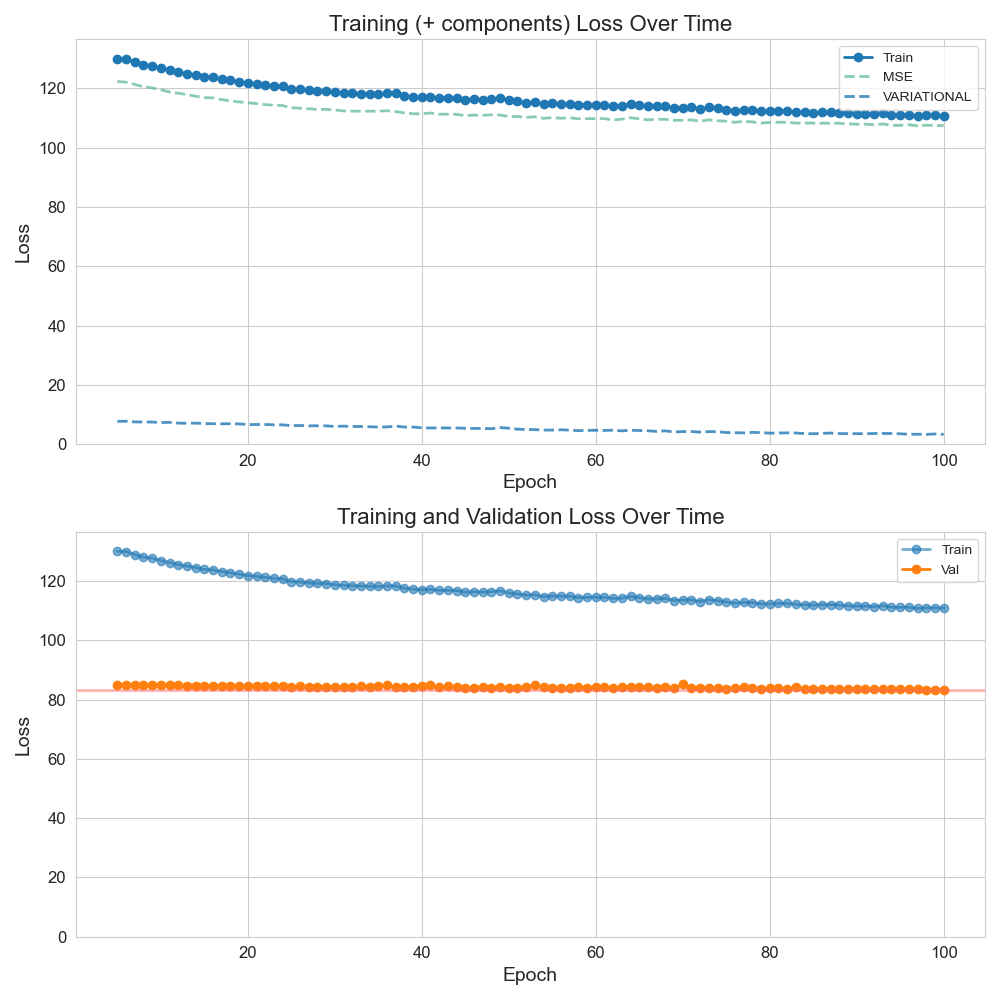 Training (+ components) Loss Over Time
Train
MSE
VARIATIONAL
Loss
120
100
80
60
40
20
0
20 40 60 80 100
Epoch
Training and Validation Loss Over Time
Train
Val
Loss
120
100
80
60
40
20
0
20 40 60 80 100
Epoch